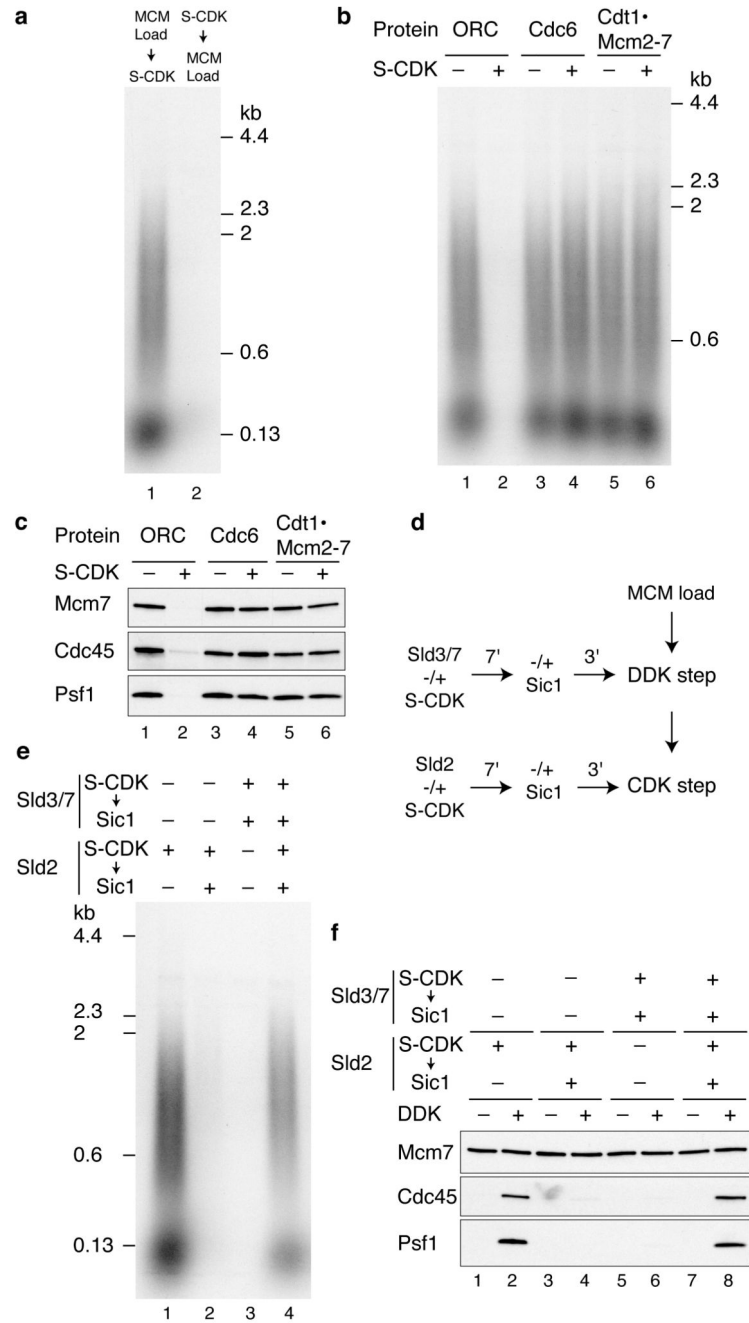 a
MCM Load ↓ S-CDK
S-CDK ↓ MCM Load
kb
4.4
2.3
2
0.6
0.13
1 2
b
Protein ORC Cdc6 Cdt1• Mcm2-7
S-CDK – + – + – +
kb
4.4
2.3
2
0.6
1 2 3 4 5 6
c
Protein ORC Cdc6 Cdt1• Mcm2-7
S-CDK – + – + – +
Mcm7
Cdc45
Psf1
1 2 3 4 5 6
d
MCM load
Sld3/7 -/+ S-CDK 7' -/+ Sic1 3' DDK step
Sld2 -/+ S-CDK 7' -/+ Sic1 3' CDK step
e
Sld3/7
S-CDK – – + +
↓
Sic1 – – + +
Sld2
S-CDK + + – +
↓
Sic1 – + – +
kb
4.4
2.3
2
0.6
0.13
1 2 3 4
f
Sld3/7
S-CDK – – + +
↓
Sic1 – – + +
Sld2
S-CDK + + – +
↓
Sic1 – + – +
DDK – + – + – + – +
Mcm7
Cdc45
Psf1
1 2 3 4 5 6 7 8